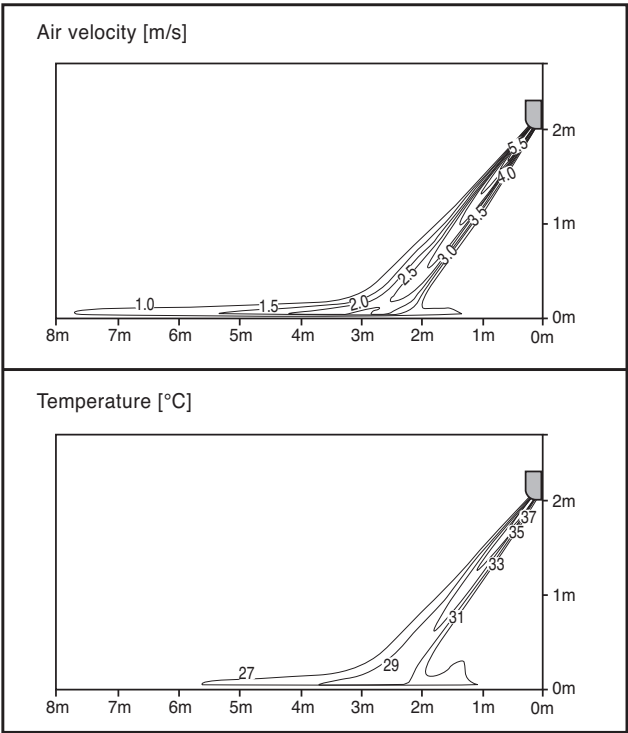 Air velocity [m/s]
2m
5.5
4.0
1m
3.5
3.0
2.5
2.0
1.5
1.0
0m
8m 7m 6m 5m 4m 3m 2m 1m 0m
Temperature [°C]
2m
37
35
33
1m
31
29
27
0m
8m 7m 6m 5m 4m 3m 2m 1m 0m